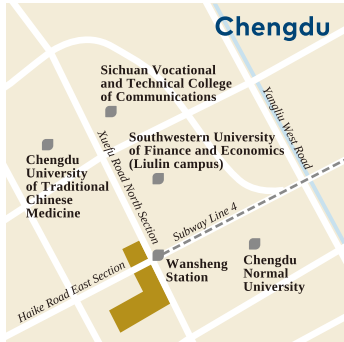 Chengdu
Sichuan Vocational
and Technical College
of Communications
Yangliu West Road
Xuefu Road North Section
Southwestern University
of Finance and Economics
(Liulin campus)
Chengdu
University
of Traditional
Chinese
Medicine
Subway Line 4
Wansheng
Station
Chengdu
Normal
University
Haike Road East Section